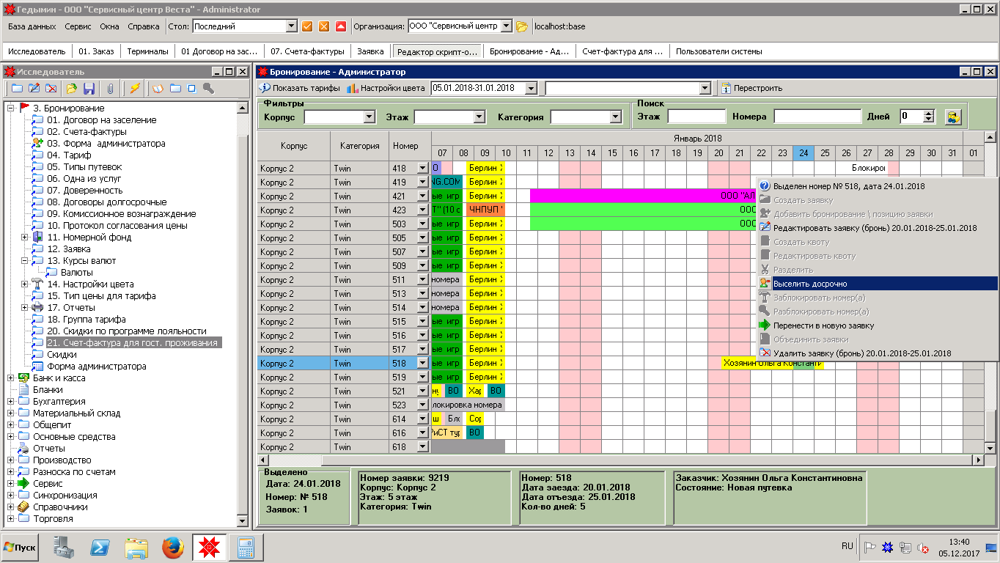 Гедымин - ООО "Сервисный центр Веста" - Administrator
База данных Сервис Окна Справка Стол: Последний Организация: ООО "Сервисный центр localhost:base
Исследователь 01. Заказ Терминалы 01 Договор на зас... 07. Счета-фактуры Заявка Редактор скрипт-о... Бронирование - Ад... Счет-фактура для ... Пользователи системы
Исследователь
3. Бронирование
01. Договор на заселение
02. Счета-фактуры
03. Форма администратора
04. Тариф
05. Типы путевок
06. Одна из услуг
07. Доверенность
08. Договоры долгосрочные
09. Комиссионное вознаграждение
10. Протокол согласования цены
11. Номерной фонд
12. Заявка
13. Курсы валют
Валюты
14. Настройки цвета
15. Тип цены для тарифа
17. Отчеты
18. Группа тарифа
20. Скидки по программе лояльности
21. Счет-фактура для гост. проживания
Скидки
Форма администратора
Банк и касса
Бланки
Бухгалтерия
Материальный склад
Общепит
Основные средства
Отчеты
Производство
Разноска по счетам
Сервис
Синхронизация
Справочники
Торговля
Бронирование - Администратор
Показать тарифы Настройки цвета 05.01.2018-31.01.2018 Перестроить
Фильтры Поиск
Корпус Этаж Категория Этаж Номера Дней 0
Январь 2018
Корпус Категория Номер 07 08 09 10 11 12 13 14 15 16 17 18 19 20 21 22 23 24 25 26 27 28 29 30 31 01
Корпус 2 Twin 418 О Берлин Х Блокиро
Корпус 2 Twin 419 NG.COM Берлин Х
Корпус 2 Twin 421 ые игр Берлин Х ООО "АЛ
Корпус 2 Twin 423 Т" (10 с ЧНПУП " ООО
Корпус 2 Twin 503 ые игр Берлин Х ООО
Корпус 2 Twin 505 ые игр Берлин Х
Корпус 2 Twin 507 ые игр Берлин Х
Корпус 2 Twin 509 ые игр Берлин Х
Корпус 2 Twin 511 номера Берлин Х
Корпус 2 Twin 513 номера Берлин Х
Корпус 2 Twin 514 номера Берлин Х
Корпус 2 Twin 515 ые игр Берлин Х
Корпус 2 Twin 516 ые игр Берлин Х
Корпус 2 Twin 517 ые игр Берлин Х
Корпус 2 Twin 518 ые игр Берлин Х Хозянин Ольга Константи
Корпус 2 Twin 519 ые игр Берлин Х
Корпус 2 Twin 521 ВО Хар ВО
Корпус 2 Twin 523 локировка номера
Корпус 2 Twin 614 ш Бло Сор
Корпус 2 Twin 616 РиСТ тур ВО
Корпус 2 Twin 618
Выделен номер № 518, дата 24.01.2018
Создать заявку
Добавить бронирование \ позицию заявки
Редактировать заявку (бронь) 20.01.2018-25.01.2018
Создать квоту
Редактировать квоту
Разделить
Выселить досрочно
Заблокировать номер(а)
Разблокировать номер(а)
Перенести в новую заявку
Объединить заявки
Удалить заявку (бронь) 20.01.2018-25.01.2018
Выделено
Дата: 24.01.2018
Номер: № 518
Заявок: 1
Номер заявки: 9219
Корпус: Корпус 2
Этаж: 5 этаж
Категория: Twin
Номер: 518
Дата заезда: 20.01.2018
Дата отъезда: 25.01.2018
Кол-во дней: 5
Заказчик: Хозянин Ольга Константиновна
Состояние: Новая путевка
Пуск RU 13:40
05.12.2017